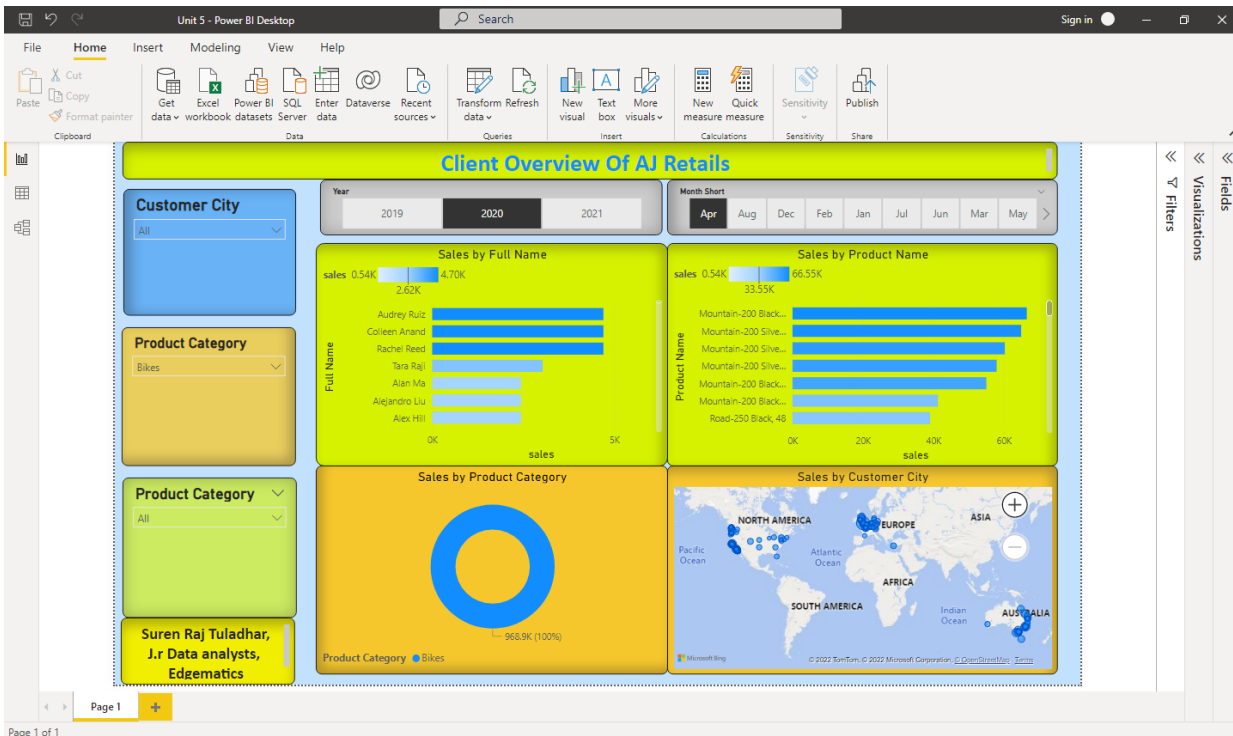 Unit 5 - Power BI Desktop
Search
Sign in
File Home Insert Modeling View Help
Paste
Cut
Copy
Format painter
Get data
Excel workbook
Power BI datasets
SQL Server
Enter data
Dataverse
Recent sources
Transform data
Refresh
New visual
Text box
More visuals
New measure
Quick measure
Sensitivity
Publish
Clipboard
Data
Queries
Insert
Calculations
Sensitivity
Share
Client Overview Of AJ Retails
Customer City
All
Year
2019 2020 2021
Month Short
Apr Aug Dec Feb Jan Jul Jun Mar May
Filters
Visualizations
Fields
Sales by Full Name
sales 0.54K 4.70K
2.62K
Full Name
Audrey Ruiz
Colleen Anand
Rachel Reed
Tara Raji
Alan Ma
Alejandro Liu
Alex Hill
0K 5K
sales
Sales by Product Name
sales 0.54K 66.55K
33.55K
Product Name
Mountain-200 Black...
Mountain-200 Silve...
Mountain-200 Silve...
Mountain-200 Silve...
Mountain-200 Black...
Mountain-200 Black...
Road-250 Black, 48
0K 20K 40K 60K
sales
Product Category
Bikes
Product Category
All
Sales by Product Category
968.9K (100%)
Product Category Bikes
Sales by Customer City
NORTH AMERICA
EUROPE
ASIA
Pacific Ocean
Atlantic Ocean
AFRICA
SOUTH AMERICA
Indian Ocean
AUSTRALIA
Microsoft Bing
© 2022 TomTom, © 2022 Microsoft Corporation, © OpenStreetMap Terms
Suren Raj Tuladhar,
J.r Data analysts,
Edgematics
Page 1
Page 1 of 1